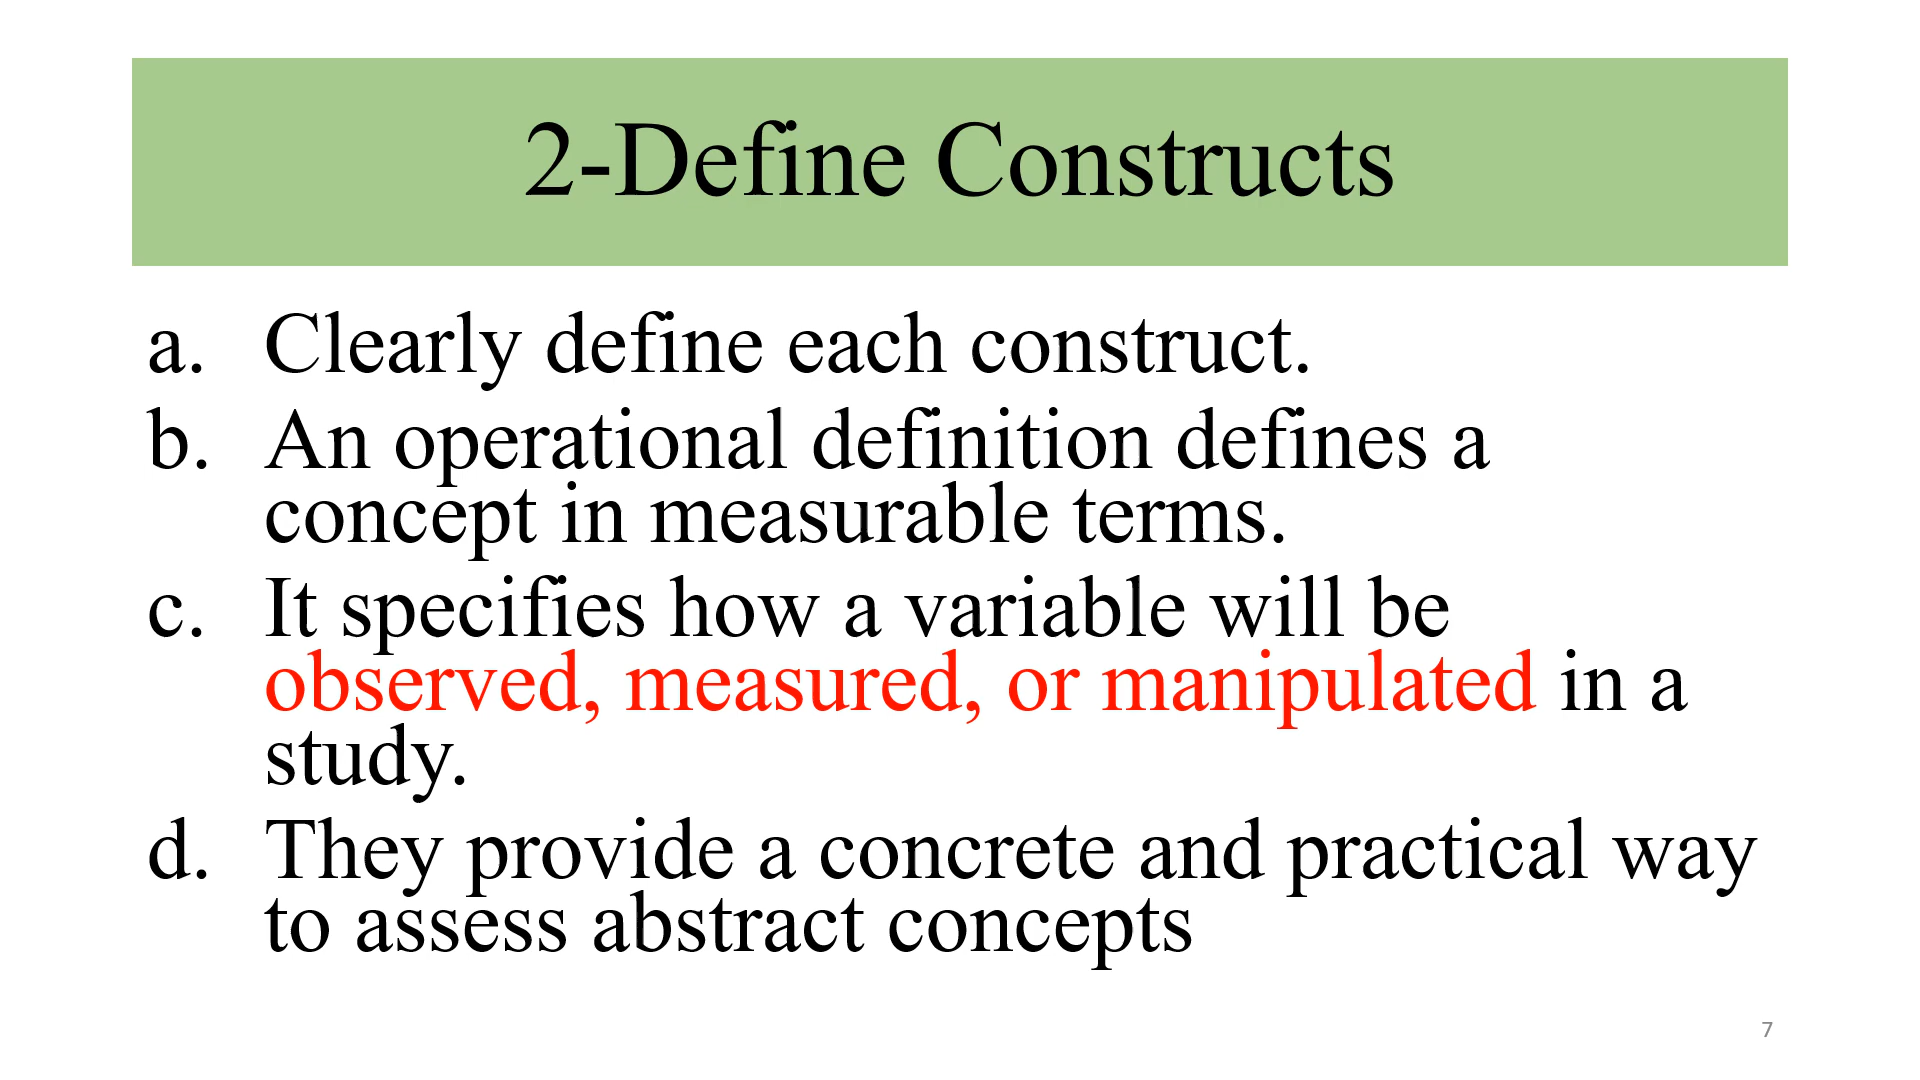 2-Define Constructs
a. Clearly define each construct.
b. An operational definition defines a
concept in measurable terms.
c. It specifies how a variable will be
observed, measured, or manipulated in a
study.
d. They provide a concrete and practical way
to assess abstract concepts
7